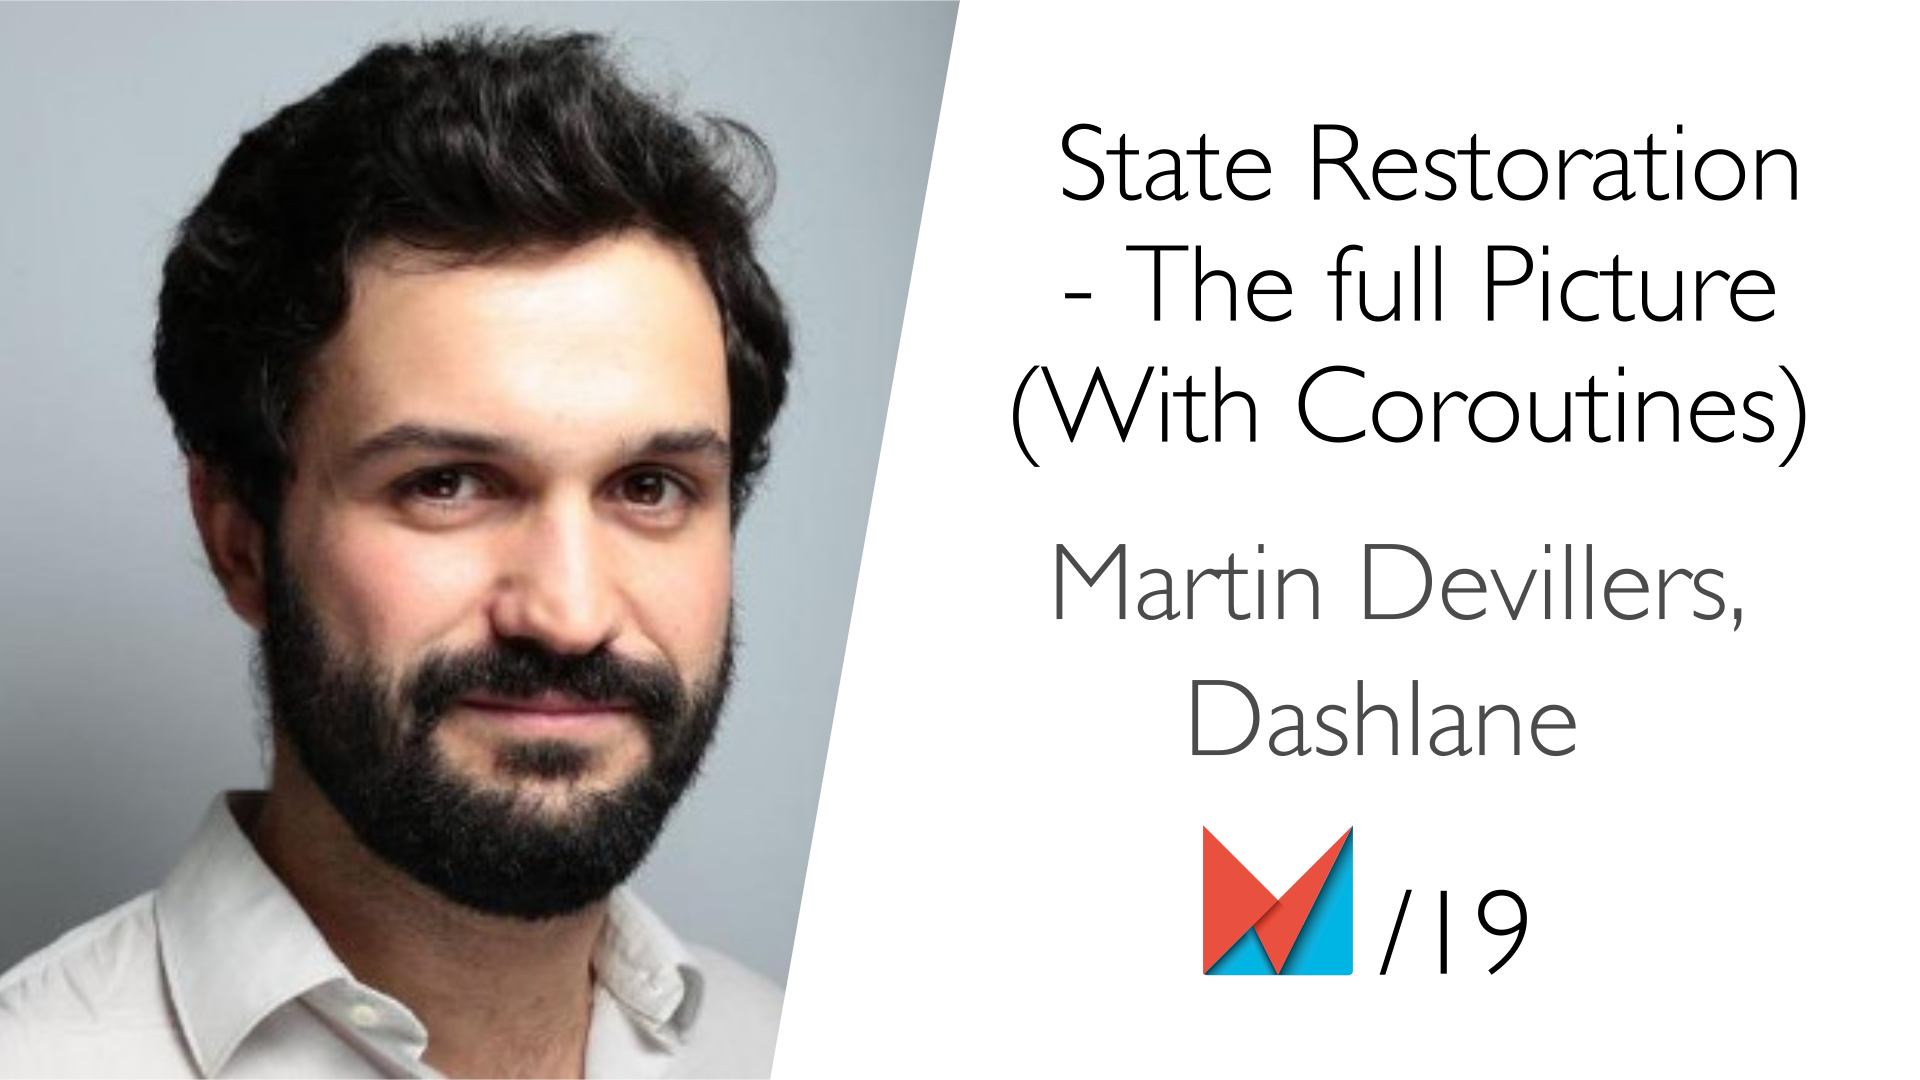 State Restoration
- The full Picture
(With Coroutines)
Martin Devillers,
Dashlane
/19